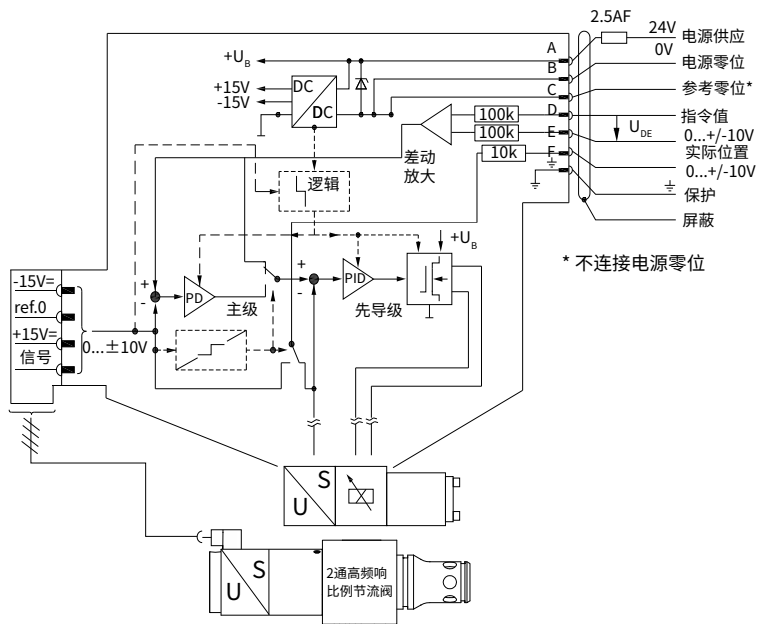 2.5AF
24V 电源供应
A
+U_B
0V
电源零位
B
+15V
-15V
DC
DC
C
参考零位*
D
100k
指令值
U_DE
0...+/-10V
E
100k
差动
放大
F
10k
实际位置
0...+/-10V
保护
屏蔽
逻辑
+U_B
* 不连接电源零位
+
-
PD
主级
+
-
PID
先导级
-15V=
ref.0
+15V=
信号
0...±10V
S
U
S
U
2通高频响
比例节流阀